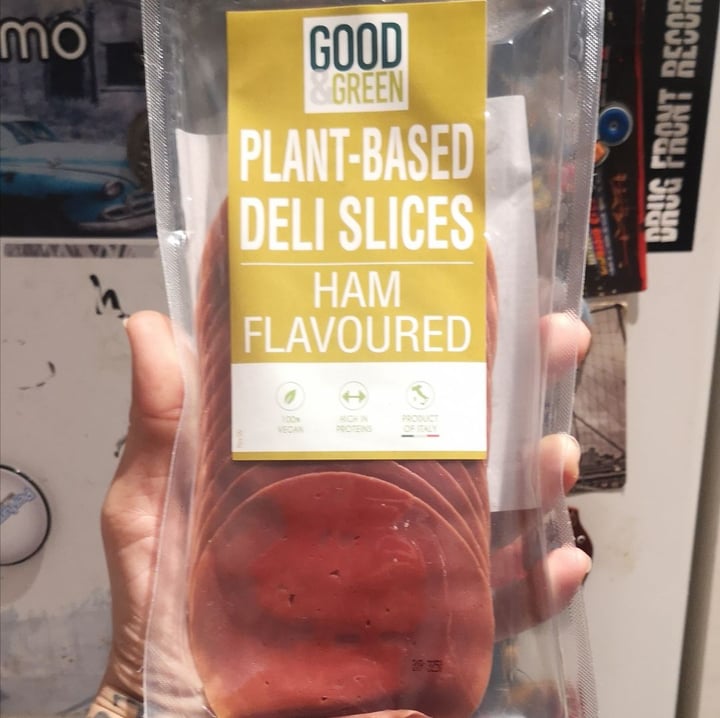 mo
GOOD
&GREEN
PLANT-BASED
DELI SLICES
HAM
FLAVOURED
100%
VEGAN
HIGH IN
PROTEINS
PRODUCT
OF ITALY
DRUG FRONT RECOR